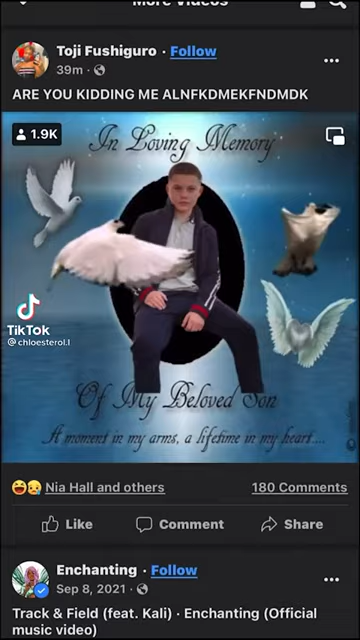 More videos
Toji Fushiguro · Follow
39m ·
ARE YOU KIDDING ME ALNFKDMEKFNDMDK
1.9K
In Loving Memory
TikTok
@chloesterol.l
Of My Beloved Son
A moment in my arms, a lifetime in my heart....
Nia Hall and others
180 Comments
Like
Comment
Share
Enchanting · Follow
Sep 8, 2021 ·
Track & Field (feat. Kali) · Enchanting (Official
music video)